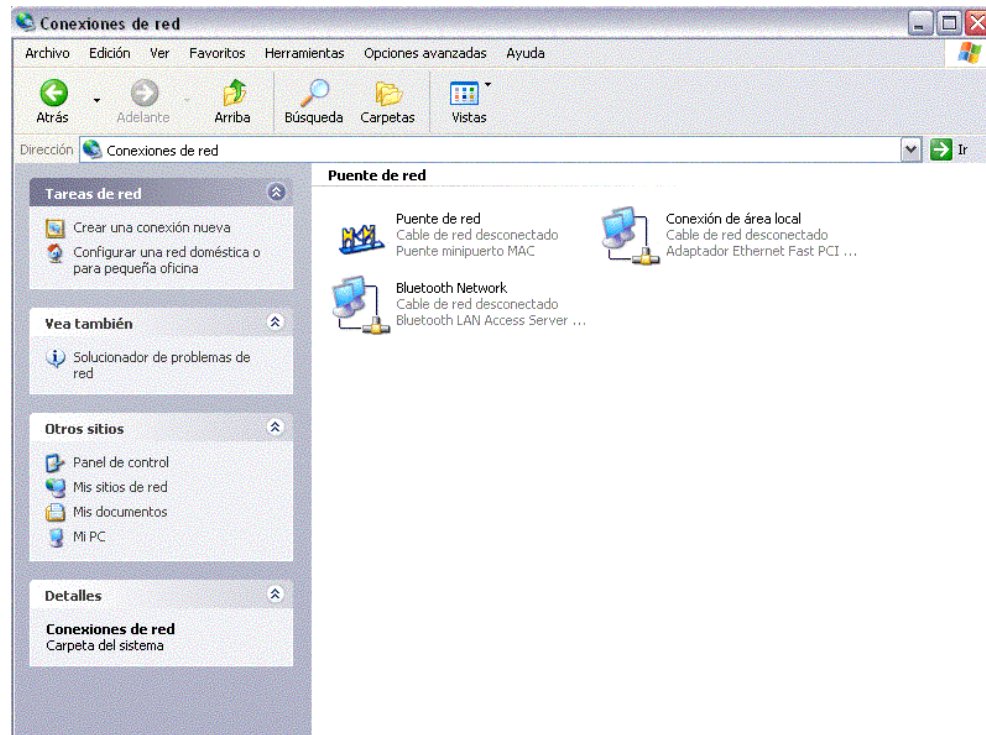 Conexiones de red
Archivo Edición Ver Favoritos Herramientas Opciones avanzadas Ayuda
Atrás Adelante Arriba Búsqueda Carpetas Vistas
Dirección Conexiones de red Ir
Tareas de red
Crear una conexión nueva
Configurar una red doméstica o
para pequeña oficina
Vea también
Solucionador de problemas de
red
Otros sitios
Panel de control
Mis sitios de red
Mis documentos
Mi PC
Detalles
Conexiones de red
Carpeta del sistema
Puente de red
Puente de red
Cable de red desconectado
Puente minipuerto MAC
Conexión de área local
Cable de red desconectado
Adaptador Ethernet Fast PCI ...
Bluetooth Network
Cable de red desconectado
Bluetooth LAN Access Server ...